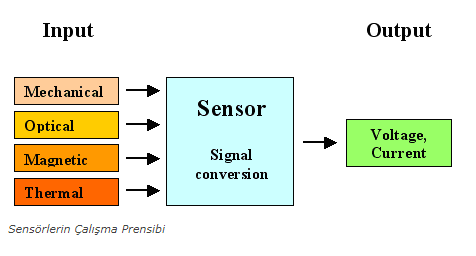 Input
Output
Mechanical
Optical
Magnetic
Thermal
Sensor
Signal
conversion
Voltage,
Current
Sensörlerin Çalışma Prensibi